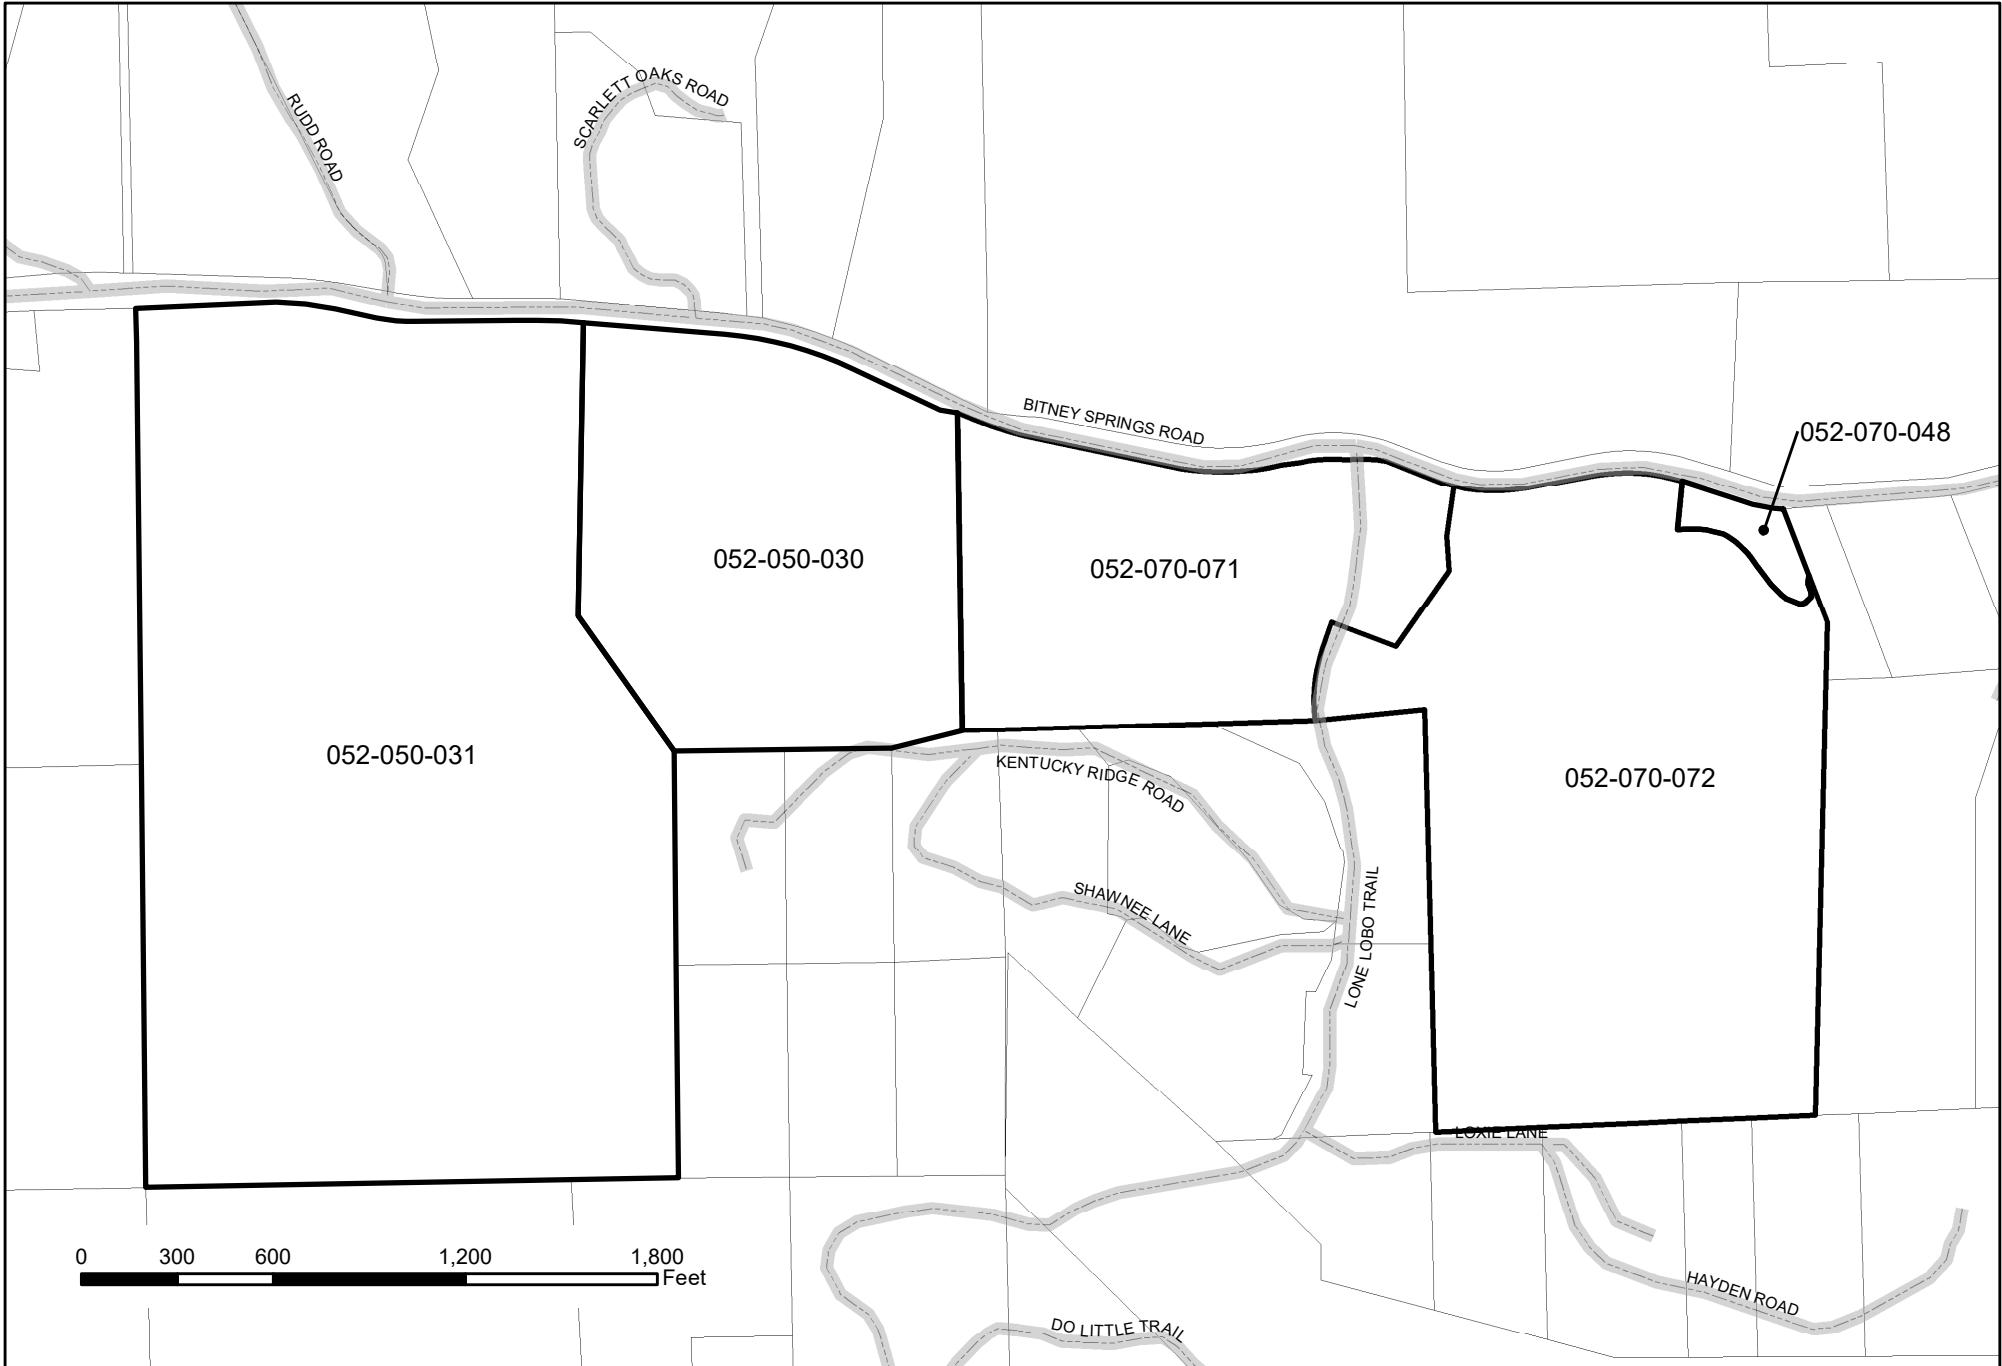 SCARLETT OAKS ROAD
RUDD ROAD
BITNEY SPRINGS ROAD
052-070-048
052-050-030
052-070-071
052-050-031
KENTUCKY RIDGE ROAD
052-070-072
SHAWNEE LANE
LONE LOBO TRAIL
LOXIE LANE
0 300 600 1,200 1,800
Feet
HAYDEN ROAD
DO LITTLE TRAIL